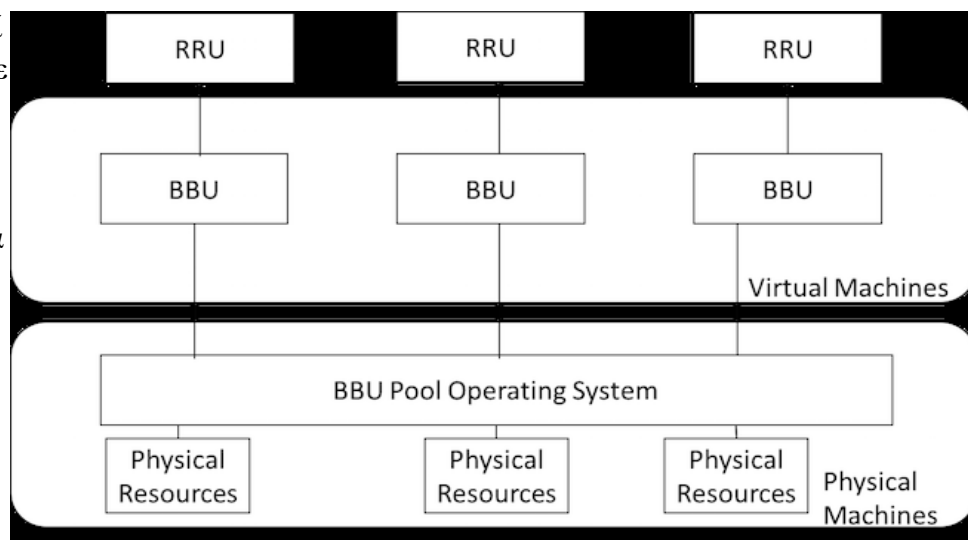 RRU
RRU
RRU
BBU
BBU
BBU
Virtual Machines
BBU Pool Operating System
Physical
Resources
Physical
Resources
Physical
Resources
Physical
Machines